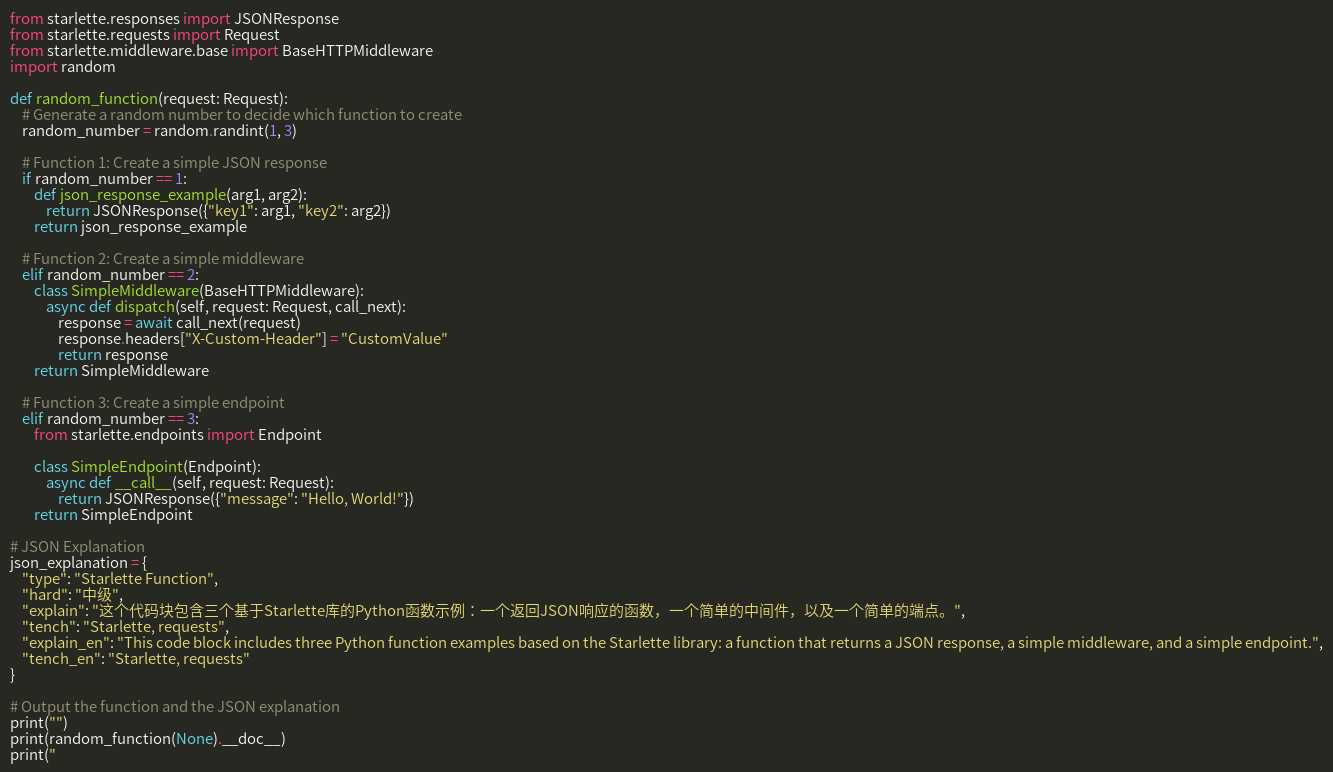 from starlette.responses import JSONResponse
from starlette.requests import Request
from starlette.middleware.base import BaseHTTPMiddleware
import random

def random_function(request: Request):
    # Generate a random number to decide which function to create
    random_number = random.randint(1, 3)

    # Function 1: Create a simple JSON response
    if random_number == 1:
        def json_response_example(arg1, arg2):
            return JSONResponse({"key1": arg1, "key2": arg2})
        return json_response_example

    # Function 2: Create a simple middleware
    elif random_number == 2:
        class SimpleMiddleware(BaseHTTPMiddleware):
            async def dispatch(self, request: Request, call_next):
                response = await call_next(request)
                response.headers["X-Custom-Header"] = "CustomValue"
                return response
        return SimpleMiddleware

    # Function 3: Create a simple endpoint
    elif random_number == 3:
        from starlette.endpoints import Endpoint

        class SimpleEndpoint(Endpoint):
            async def __call__(self, request: Request):
                return JSONResponse({"message": "Hello, World!"})
        return SimpleEndpoint

# JSON Explanation
json_explanation = {
    "type": "Starlette Function",
    "hard": "中级",
    "explain": "这个代码块包含三个基于Starlette库的Python函数示例：一个返回JSON响应的函数，一个简单的中间件，以及一个简单的端点。",
    "tench": "Starlette, requests",
    "explain_en": "This code block includes three Python function examples based on the Starlette library: a function that returns a JSON response, a simple middleware, and a simple endpoint.",
    "tench_en": "Starlette, requests"
}

# Output the function and the JSON explanation
print("")
print(random_function(None).__doc__)
print("